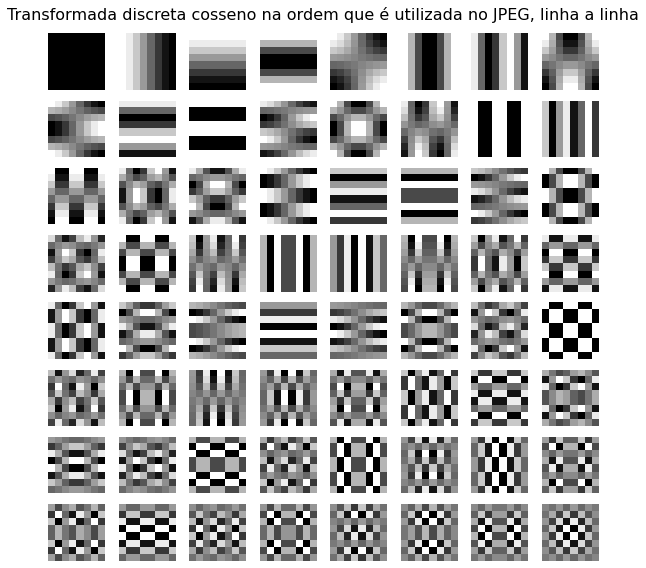 Transformada discreta cosseno na ordem que é utilizada no JPEG, linha a linha